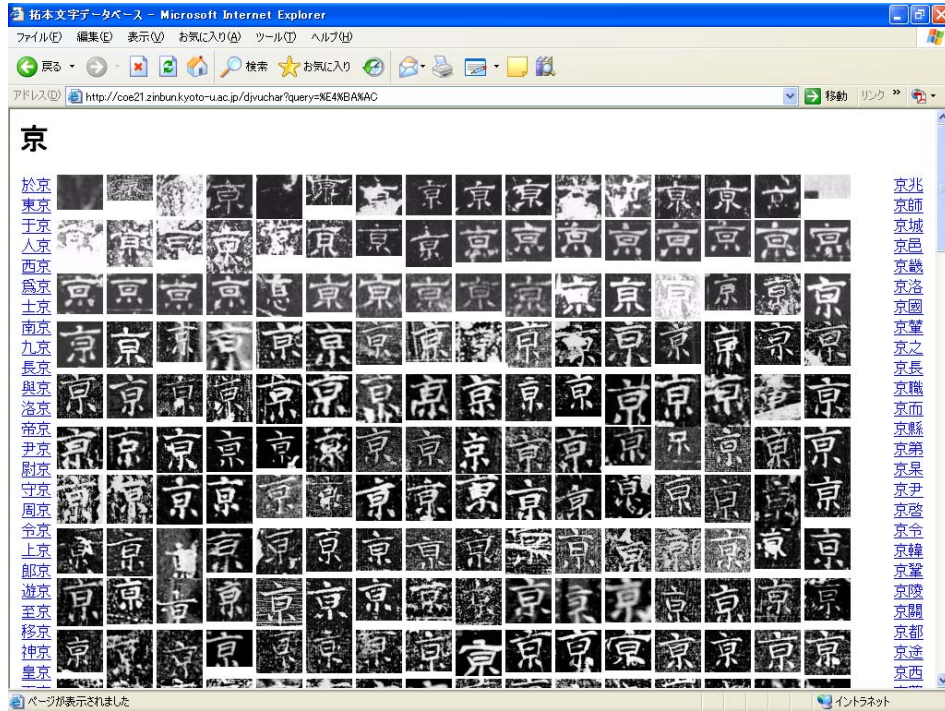 拓本文字データベース - Microsoft Internet Explorer
ファイル(F) 編集(E) 表示(V) お気に入り(A) ツール(T) ヘルプ(H)
戻る 検索 お気に入り
アドレス(D) http://coe21.zinbun.kyoto-u.ac.jp/djvuchar?query=%E4%BA%AC 移動 リンク »
京
於京 京兆
東京 京師
于京 京城
人京 京邑
西京 京畿
爲京 京洛
士京 京國
南京 京輦
九京 京之
長京 京長
與京 京職
洛京 京而
帝京 京縣
尹京 京第
尉京 京杲
守京 京尹
周京 京啓
令京 京令
上京 京韓
郎京 京鞏
遊京 京陵
至京 京關
移京 京都
神京 京途
皇京 京西
ページが表示されました イントラネット